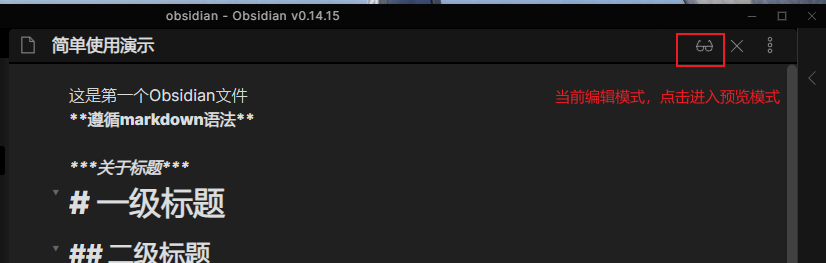 obsidian - Obsidian v0.14.15
简单使用演示
这是第一个Obsidian文件
当前编辑模式，点击进入预览模式
**遵循markdown语法**
***关于标题***
# 一级标题
## 二级标题